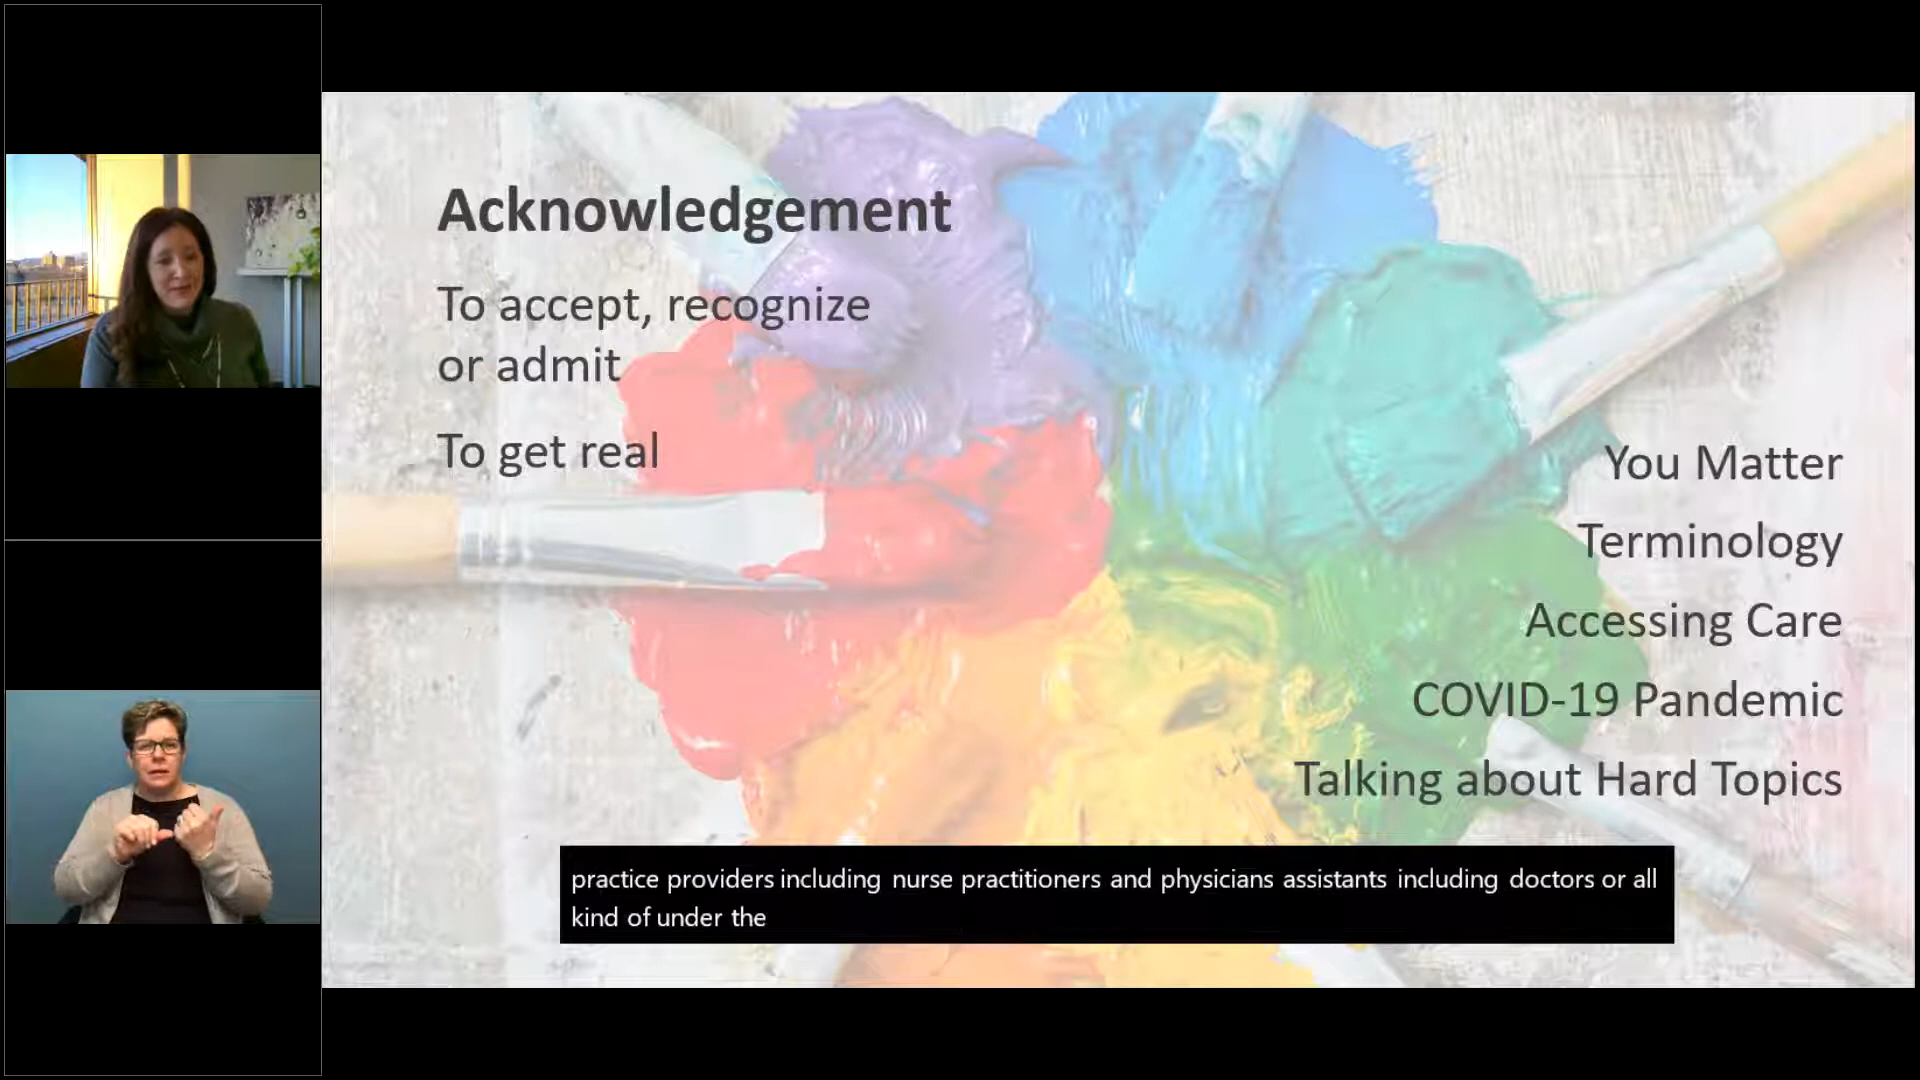 Acknowledgement
To accept, recognize
or admit
To get real
You Matter
Terminology
Accessing Care
COVID-19 Pandemic
Talking about Hard Topics
practice providers including nurse practitioners and physicians assistants including doctors or all
kind of under the